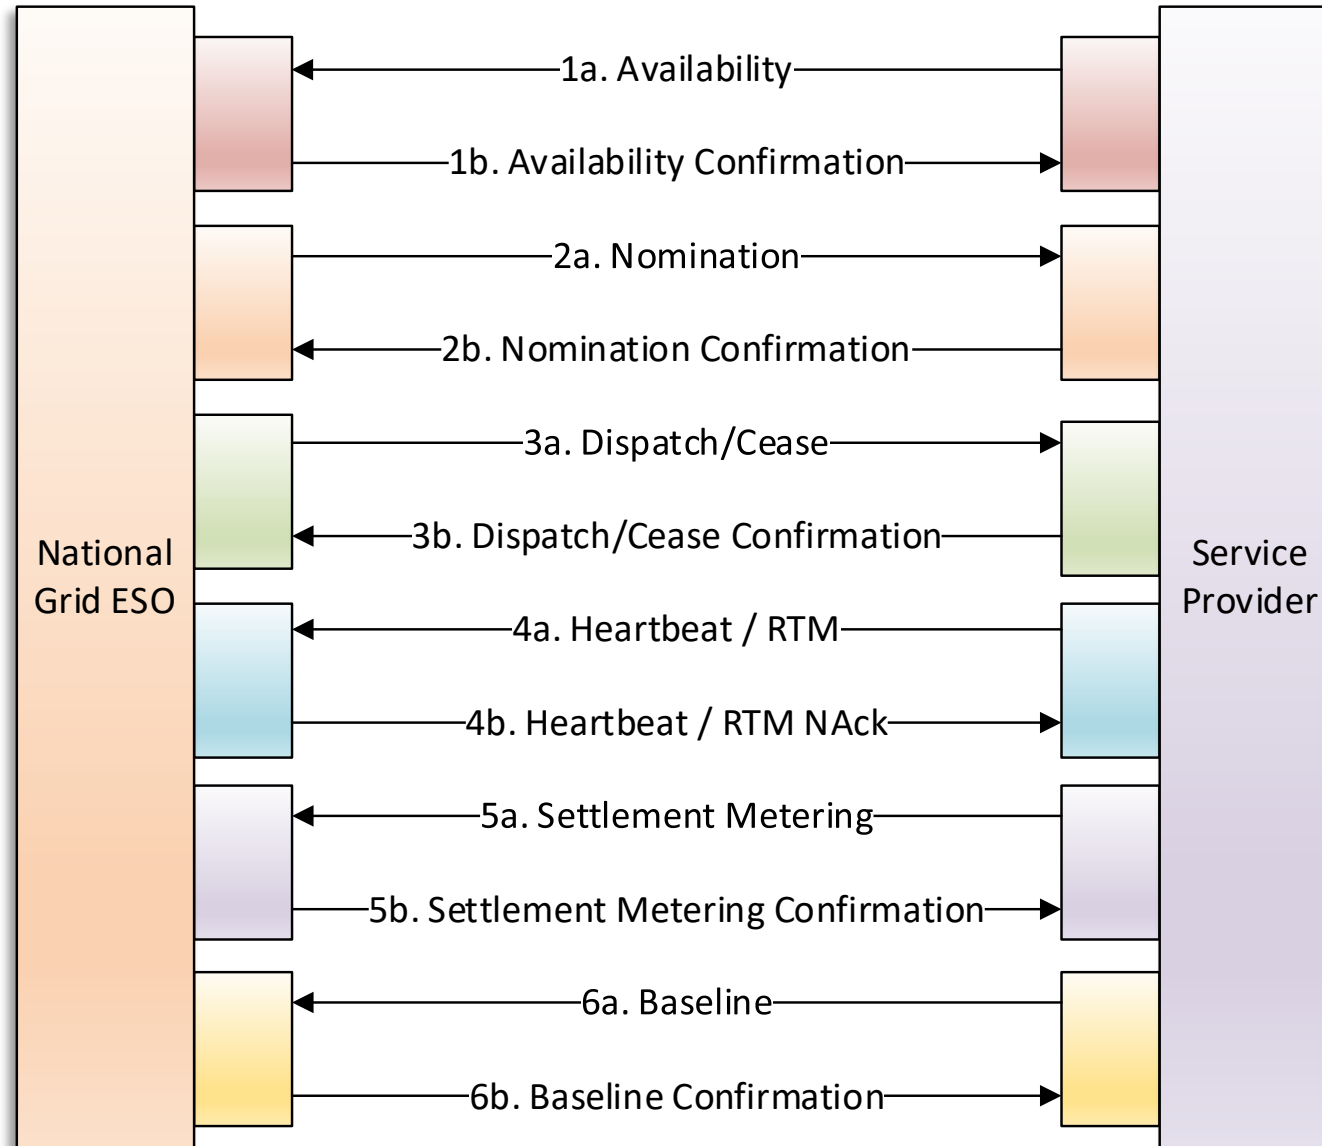 1a. Availability
1b. Availability Confirmation
2a. Nomination
2b. Nomination Confirmation
3a. Dispatch/Cease
3b. Dispatch/Cease Confirmation
National
Grid ESO
Service
Provider
4a. Heartbeat / RTM
4b. Heartbeat / RTM NAck
5a. Settlement Metering
5b. Settlement Metering Confirmation
6a. Baseline
6b. Baseline Confirmation